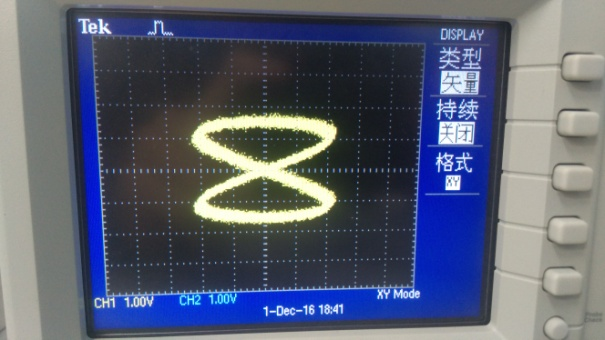 Tek
DISPLAY
类型
矢量
持续
关闭
格式
XY
CH1 1.00V
CH2 1.00V
XY Mode
1-Dec-16 18:41